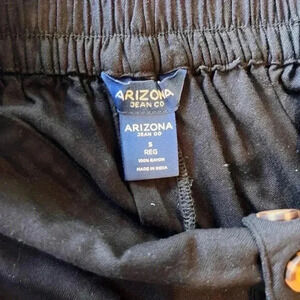 ARIZONA
JEAN CO
ARIZONA
JEAN CO
S
REG
100% RAYON
MADE IN INDIA